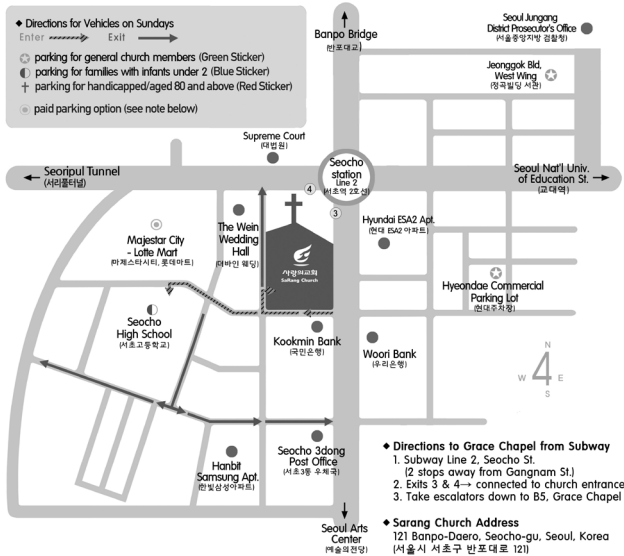 ◆ Directions for Vehicles on Sundays
Enter Exit
parking for general church members (Green Sticker)
parking for families with infants under 2 (Blue Sticker)
parking for handicapped/aged 80 and above (Red Sticker)
paid parking option (see note below)
Banpo Bridge
(반포대교)
Seoul Jungang
District Prosecutor's Office
(서울중앙지방 검찰청)
Jeonggok Bld,
West Wing
(정곡빌딩 서관)
Supreme Court
(대법원)
Seoripul Tunnel
(서리풀터널)
Seocho
station
Line 2
(서초역 2호선)
Seoul Nat'l Univ.
of Education St.
(교대역)
4
3
The Wein
Wedding
Hall
(더바인 웨딩)
사랑의교회
SaRang Church
Hyundai ESA2 Apt.
(현대 ESA2 아파트)
Majestar City
- Lotte Mart
(마제스타시티, 롯데마트)
Hyeondae Commercial
Parking Lot
(현대주차장)
Seocho
High School
(서초고등학교)
Kookmin Bank
(국민은행)
Woori Bank
(우리은행)
N
W 4 E
S
Hanbit
Samsung Apt.
(한빛삼성아파트)
Seocho 3dong
Post Office
(서초3동 우체국)
Seoul Arts
Center
(예술의전당)
◆ Directions to Grace Chapel from Subway
1. Subway Line 2, Seocho St.
(2 stops away from Gangnam St.)
2. Exits 3 & 4→ connected to church entrance
3. Take escalators down to B5, Grace Chapel
◆ Sarang Church Address
121 Banpo-Daero, Seocho-gu, Seoul, Korea
(서울시 서초구 반포대로 121)